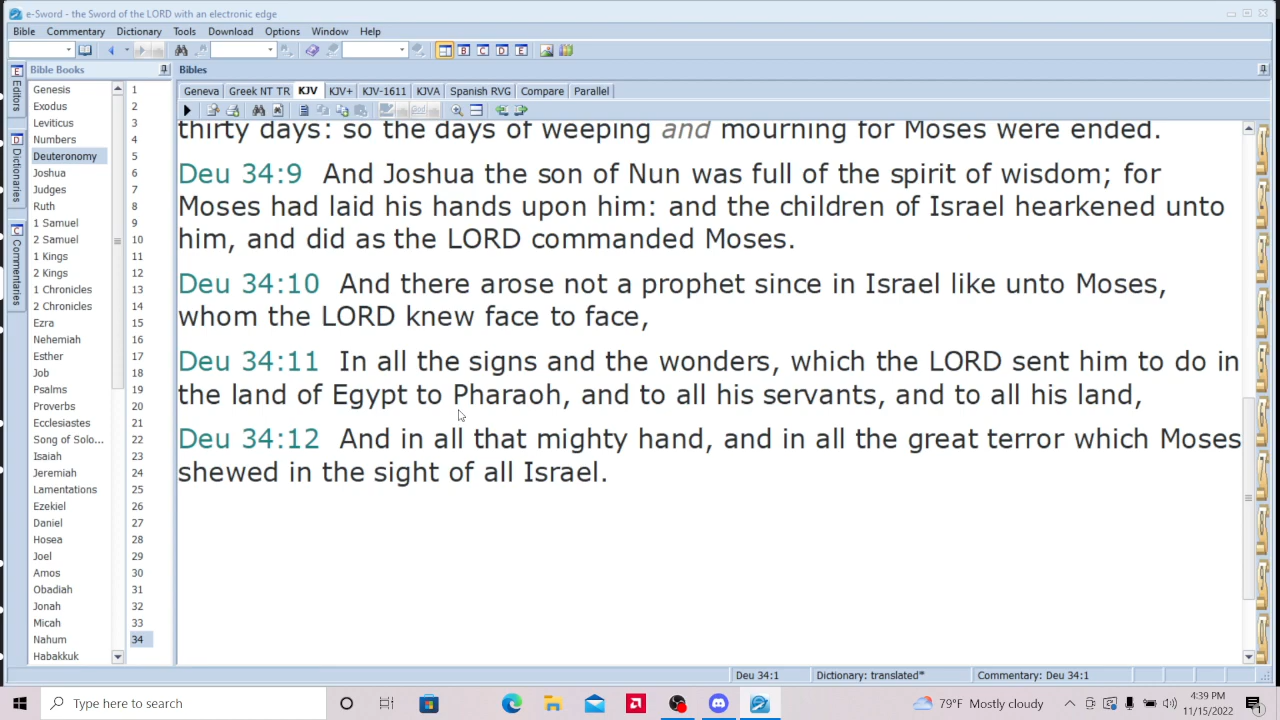 e-Sword - the Sword of the LORD with an electronic edge
Bible Commentary Dictionary Tools Download Options Window Help
Bible Books
Bibles
Editors
Dictionaries
Commentaries
Genesis
Exodus
Leviticus
Numbers
Deuteronomy
Joshua
Judges
Ruth
1 Samuel
2 Samuel
1 Kings
2 Kings
1 Chronicles
2 Chronicles
Ezra
Nehemiah
Esther
Job
Psalms
Proverbs
Ecclesiastes
Song of Solo...
Isaiah
Jeremiah
Lamentations
Ezekiel
Daniel
Hosea
Joel
Amos
Obadiah
Jonah
Micah
Nahum
Habakkuk
1
2
3
4
5
6
7
8
9
10
11
12
13
14
15
16
17
18
19
20
21
22
23
24
25
26
27
28
29
30
31
32
33
34
Geneva Greek NT TR KJV KJV+ KJV-1611 KJVA Spanish RVG Compare Parallel
thirty days: so the days of weeping and mourning for Moses were ended.
Deu 34:9 And Joshua the son of Nun was full of the spirit of wisdom; for
Moses had laid his hands upon him: and the children of Israel hearkened unto
him, and did as the LORD commanded Moses.
Deu 34:10 And there arose not a prophet since in Israel like unto Moses,
whom the LORD knew face to face,
Deu 34:11 In all the signs and the wonders, which the LORD sent him to do in
the land of Egypt to Pharaoh, and to all his servants, and to all his land,
Deu 34:12 And in all that mighty hand, and in all the great terror which Moses
shewed in the sight of all Israel.
Deu 34:1 Dictionary: translated* Commentary: Deu 34:1
Type here to search
79°F Mostly cloudy
4:39 PM
11/15/2022